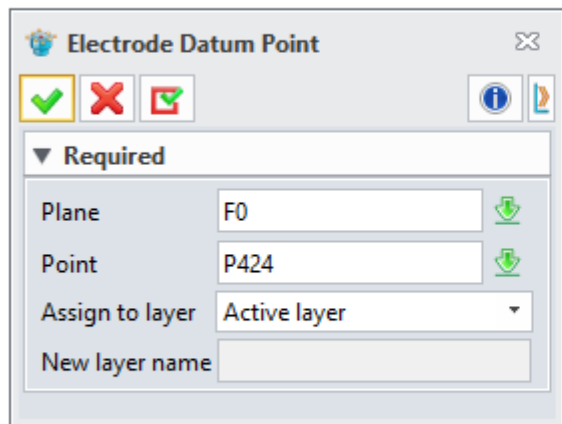 Electrode Datum Point
Required
Plane F0
Point P424
Assign to layer Active layer
New layer name